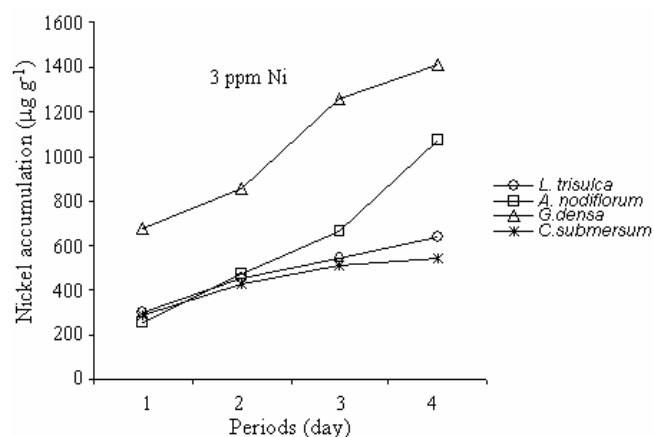 1600
1400
1200
1000
800
600
400
200
0
Nickel accumulation (µg g⁻¹)
3 ppm Ni
1 2 3 4
Periods (day)
L. trisulca
A. nodiflorum
G.densa
C.submersum